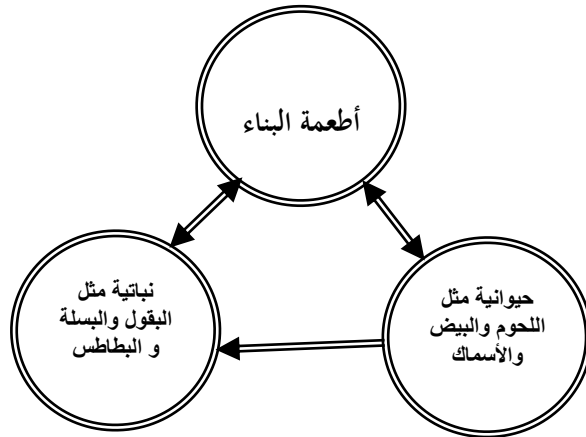 أطعمة البناء
حيوانية مثل
اللحوم والبيض
والأسماك
نباتية مثل
البقول والبسلة
و البطاطس